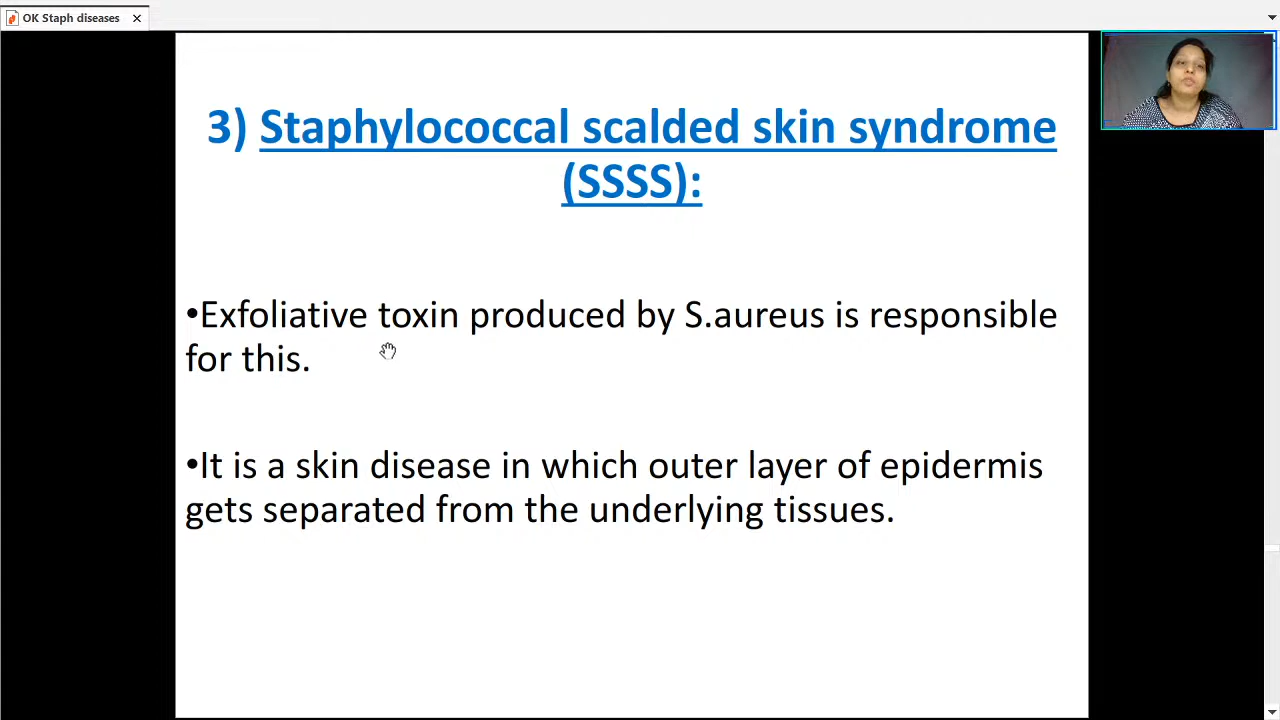 OK Staph diseases
3) Staphylococcal scalded skin syndrome
(SSSS):
•Exfoliative toxin produced by S.aureus is responsible
for this.
•It is a skin disease in which outer layer of epidermis
gets separated from the underlying tissues.